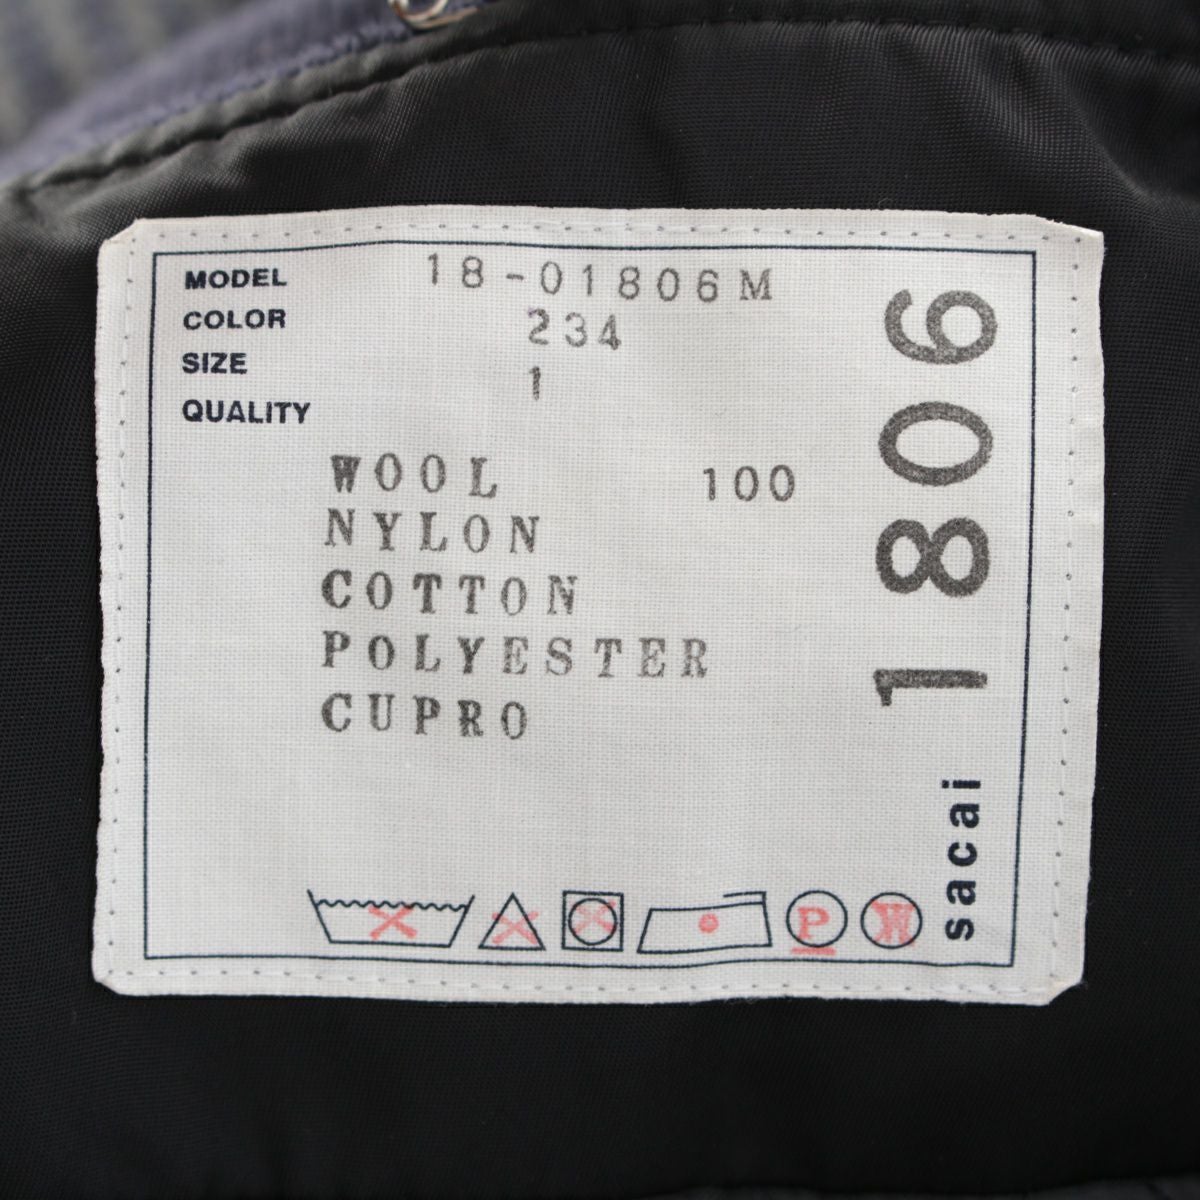 MODEL 18-01806M
COLOR 234
SIZE 1
QUALITY
WOOL 100
NYLON
COTTON
POLYESTER
CUPRO
P W
sacai 1806